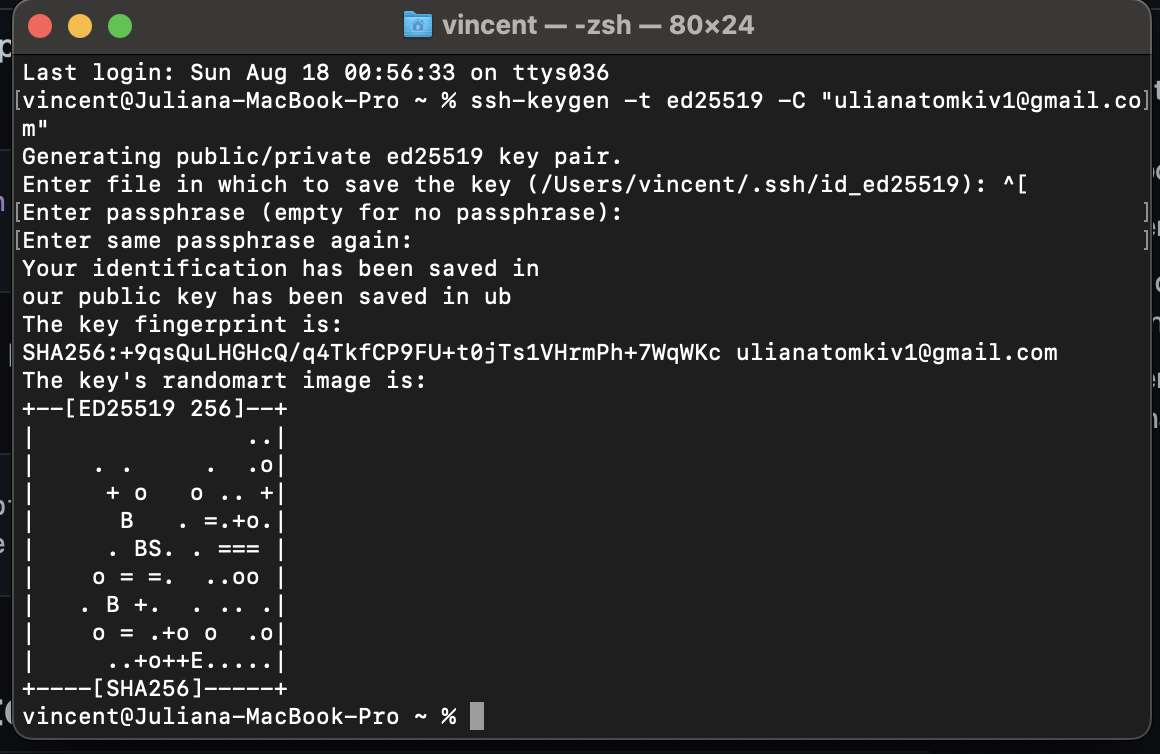 vincent — -zsh — 80×24
Last login: Sun Aug 18 00:56:33 on ttys036
[vincent@Juliana-MacBook-Pro ~ % ssh-keygen -t ed25519 -C "ulianatomkiv1@gmail.co]
m"
Generating public/private ed25519 key pair.
Enter file in which to save the key (/Users/vincent/.ssh/id_ed25519): ^[
[Enter passphrase (empty for no passphrase): ]
[Enter same passphrase again: ]
Your identification has been saved in
our public key has been saved in ub
The key fingerprint is:
SHA256:+9qsQuLHGHcQ/q4TkfCP9FU+t0jTs1VHrmPh+7WqWKc ulianatomkiv1@gmail.com
The key's randomart image is:
+--[ED25519 256]--+
|               ..|
|    . .     .  .o|
|     + o   o .. +|
|      B   . =.+o.|
|     . BS. . === |
|    o = =.  ..oo |
|   . B +.  . .. .|
|    o = .+o o  .o|
|     ..+o++E.....|
+----[SHA256]-----+
vincent@Juliana-MacBook-Pro ~ %